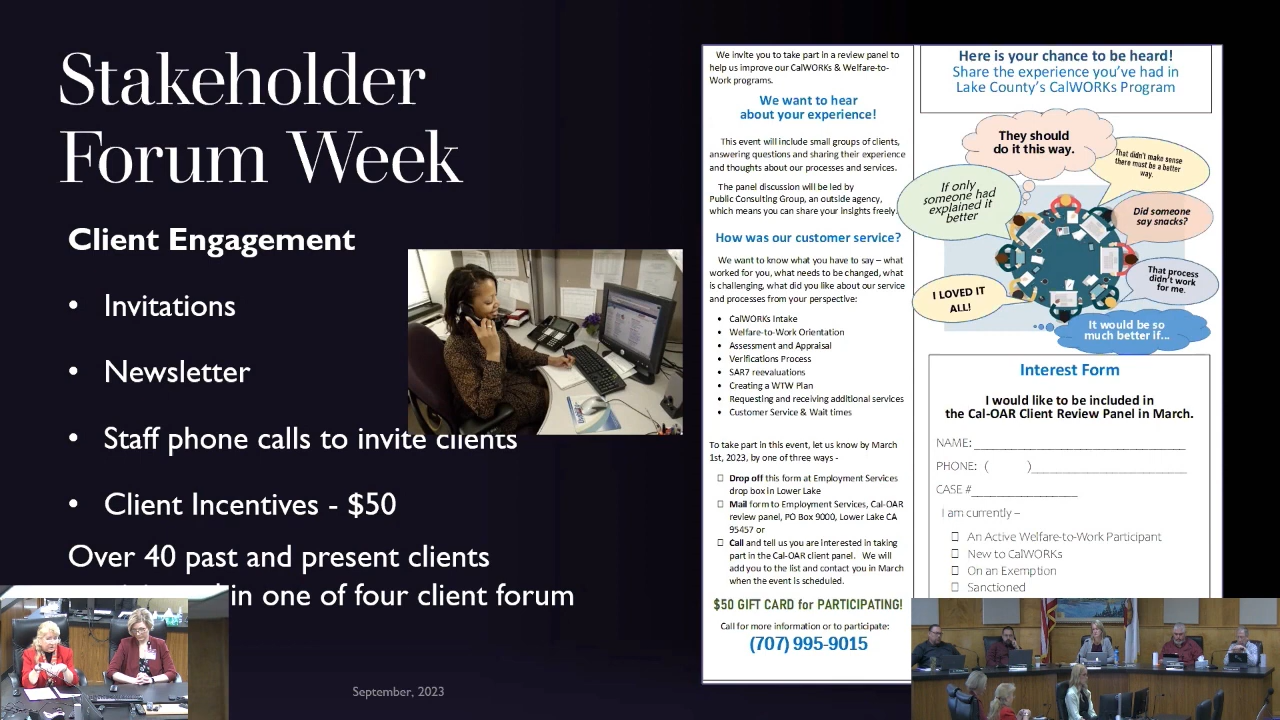 Stakeholder
Forum Week
Client Engagement
• Invitations
• Newsletter
• Staff phone calls to invite clients
• Client Incentives - $50
Over 40 past and present clients
in one of four client forum
September, 2023
We invite you to take part in a review panel to
help us improve our CalWORKs & Welfare-to-
Work programs.
We want to hear
about your experience!
This event will include small groups of clients,
answering questions and sharing their experience
and thoughts about our processes and services.
The panel discussion will be led by
Public Consulting Group, an outside agency,
which means you can share your insights freely.
How was our customer service?
We want to know what you have to say – what
worked for you, what needs to be changed, what
is challenging, what did you like about our service
and processes from your perspective:
• CalWORKs Intake
• Welfare-to-Work Orientation
• Assessment and Appraisal
• Verifications Process
• SAR7 reevaluations
• Creating a WTW Plan
• Requesting and receiving additional services
• Customer Service & Wait times
To take part in this event, let us know by March
1st, 2023, by one of three ways -
☐ Drop off this form at Employment Services
drop box in Lower Lake
☐ Mail form to Employment Services, Cal-OAR
review panel, PO Box 9000, Lower Lake CA
95457 or
☐ Call and tell us you are interested in taking
part in the Cal-OAR client panel. We will
add you to the list and contact you in March
when the event is scheduled.
$50 GIFT CARD for PARTICIPATING!
Call for more information or to participate:
(707) 995-9015
Here is your chance to be heard!
Share the experience you've had in
Lake County's CalWORKs Program
They should
do it this way.
That didn't make sense
there must be a better
way.
If only
someone had
explained it
better
Did someone
say snacks?
That process
didn't work
for me.
I LOVED IT
ALL!
It would be so
much better if...
Interest Form
I would like to be included in
the Cal-OAR Client Review Panel in March.
NAME: ____________________
PHONE: ( )____________________
CASE #____________________
I am currently –
☐ An Active Welfare-to-Work Participant
☐ New to CalWORKs
☐ On an Exemption
☐ Sanctioned